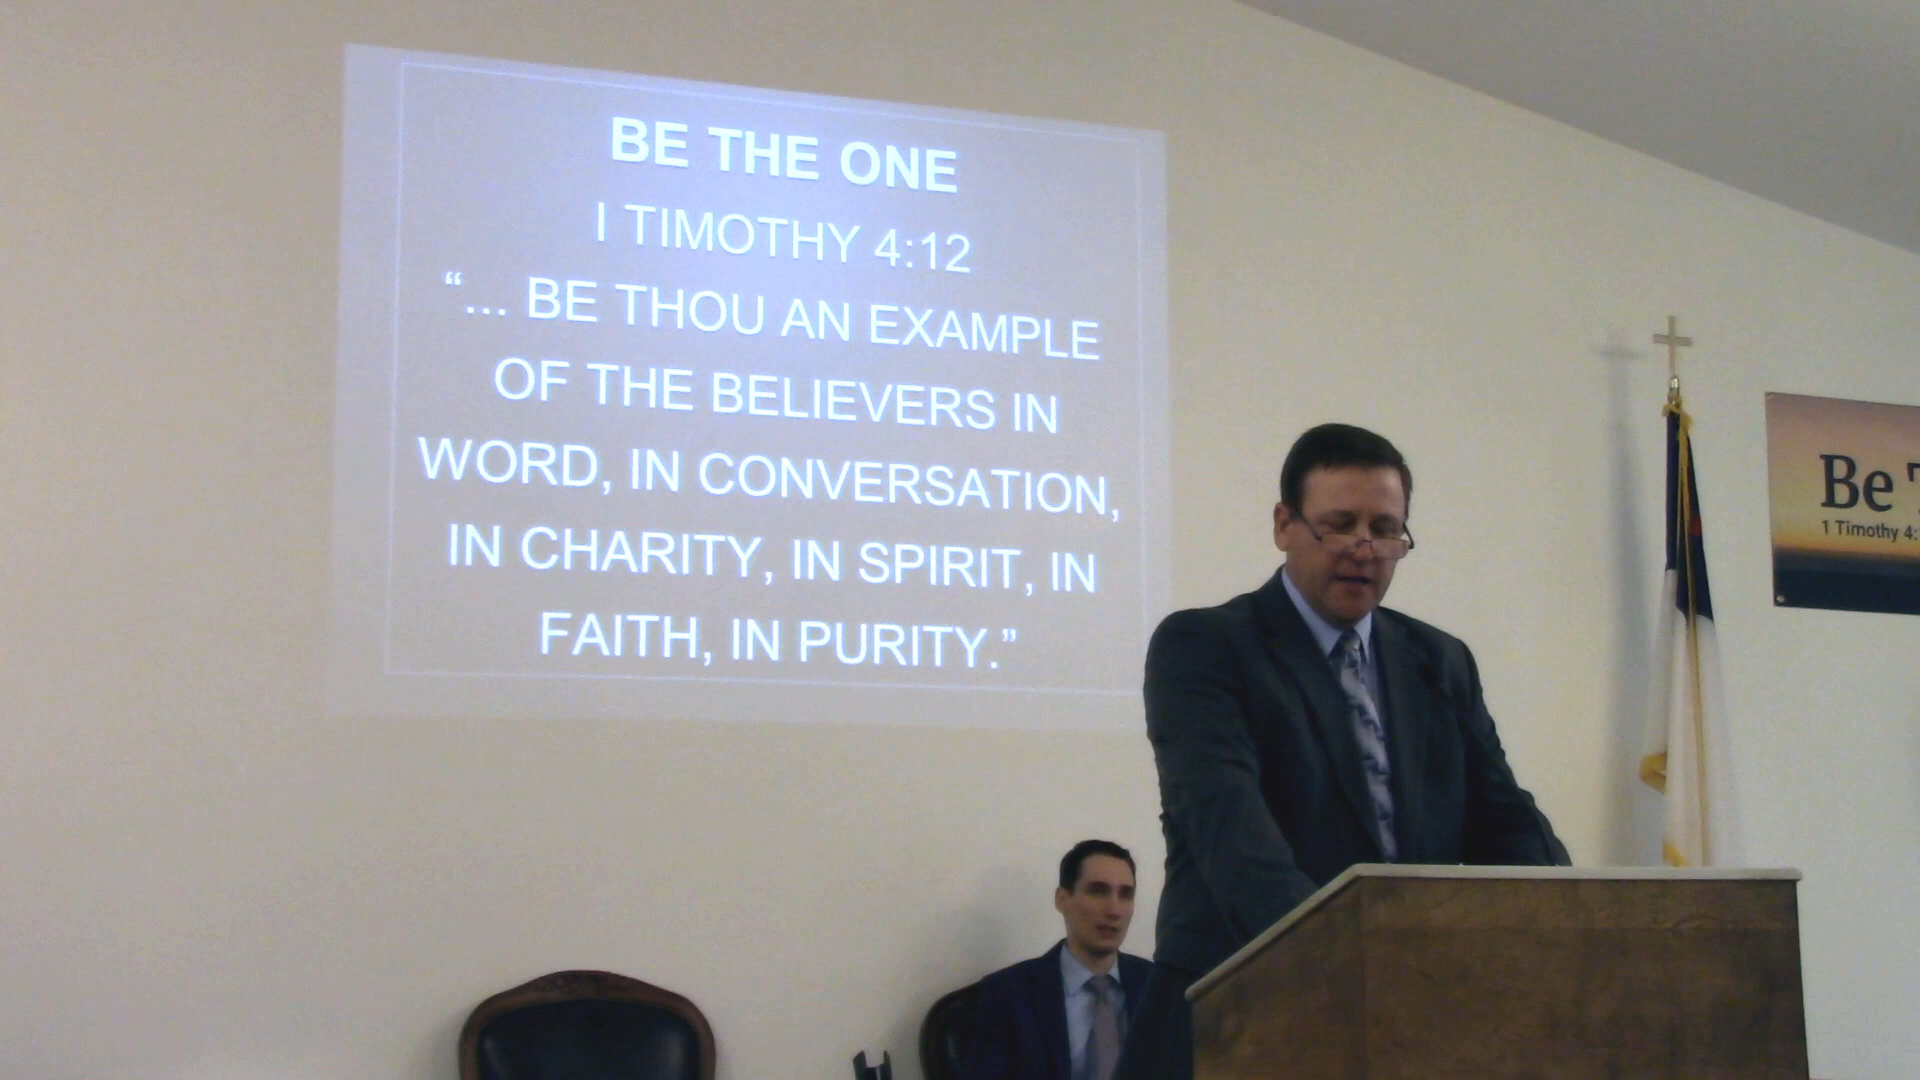 BE THE ONE
I TIMOTHY 4:12
“... BE THOU AN EXAMPLE
OF THE BELIEVERS IN
WORD, IN CONVERSATION,
IN CHARITY, IN SPIRIT, IN
FAITH, IN PURITY.”
Be
1 Timothy 4: